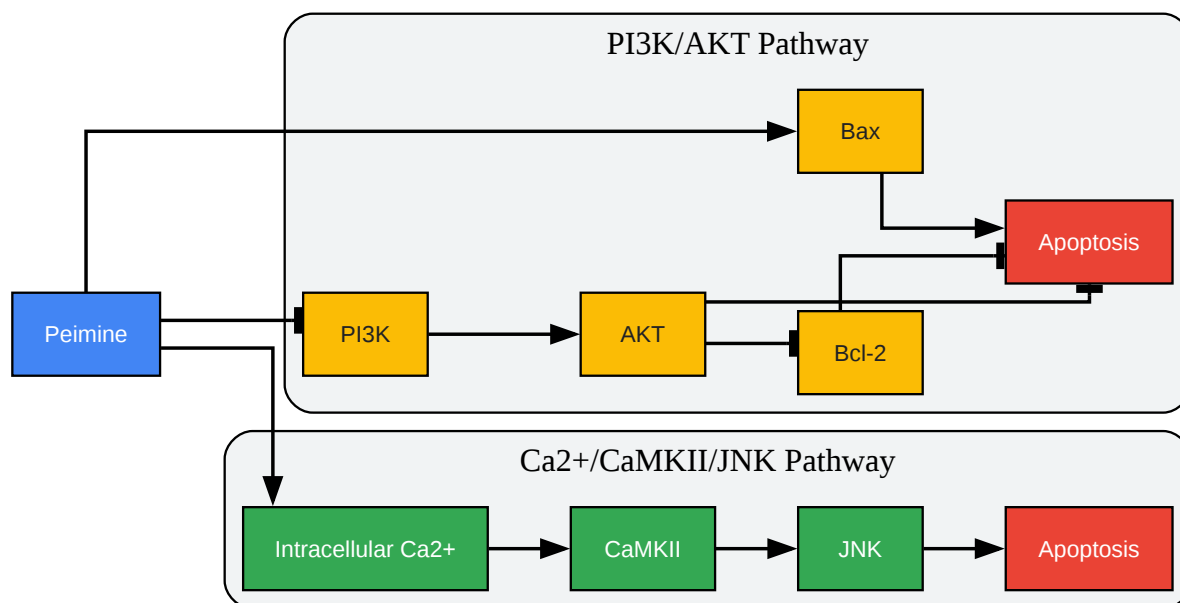 PI3K/AKT Pathway
Bax
Apoptosis
Peimine
PI3K
AKT
Bcl-2
Ca2+/CaMKII/JNK Pathway
Intracellular Ca2+
CaMKII
JNK
Apoptosis